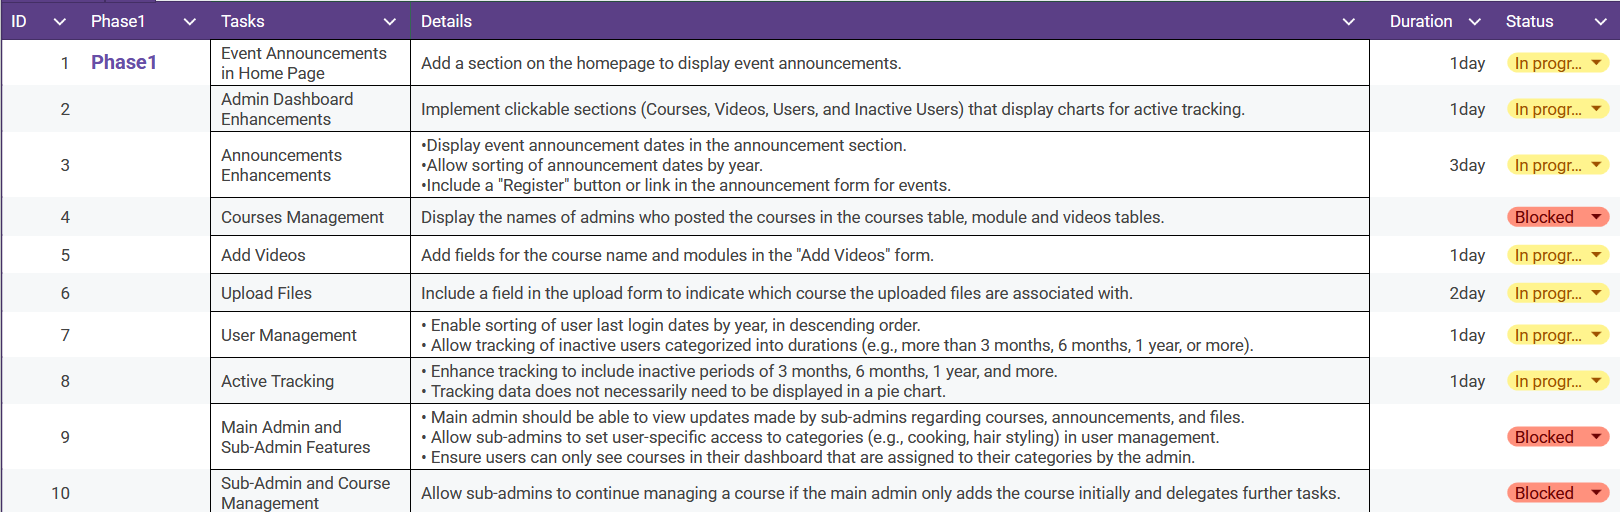 ID Phase1 Tasks Details Duration Status
1 Phase1 Event Announcements in Home Page Add a section on the homepage to display event announcements. 1day In progr...
2 Admin Dashboard Enhancements Implement clickable sections (Courses, Videos, Users, and Inactive Users) that display charts for active tracking. 1day In progr...
3 Announcements Enhancements •Display event announcement dates in the announcement section.
•Allow sorting of announcement dates by year.
•Include a "Register" button or link in the announcement form for events. 3day In progr...
4 Courses Management Display the names of admins who posted the courses in the courses table, module and videos tables. Blocked
5 Add Videos Add fields for the course name and modules in the "Add Videos" form. 1day In progr...
6 Upload Files Include a field in the upload form to indicate which course the uploaded files are associated with. 2day In progr...
7 User Management • Enable sorting of user last login dates by year, in descending order.
• Allow tracking of inactive users categorized into durations (e.g., more than 3 months, 6 months, 1 year, or more). 1day In progr...
8 Active Tracking • Enhance tracking to include inactive periods of 3 months, 6 months, 1 year, and more.
• Tracking data does not necessarily need to be displayed in a pie chart. 1day In progr...
9 Main Admin and Sub-Admin Features • Main admin should be able to view updates made by sub-admins regarding courses, announcements, and files.
• Allow sub-admins to set user-specific access to categories (e.g., cooking, hair styling) in user management.
• Ensure users can only see courses in their dashboard that are assigned to their categories by the admin. Blocked
10 Sub-Admin and Course Management Allow sub-admins to continue managing a course if the main admin only adds the course initially and delegates further tasks. Blocked